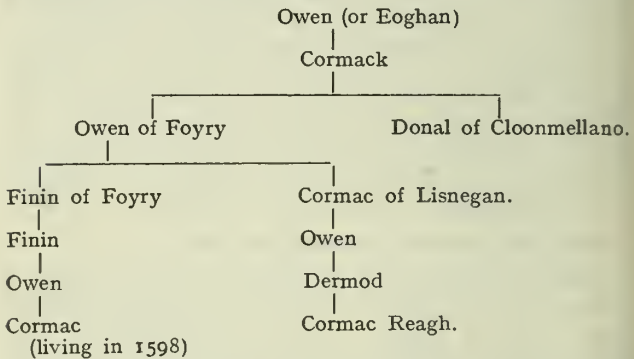 Owen (or Eoghan)
Cormack
Owen of Foyry Donal of Cloonmellano.
Finin of Foyry Cormac of Lisnegan.
Finin Owen
Owen Dermod
Cormac Cormac Reagh.
(living in 1598)